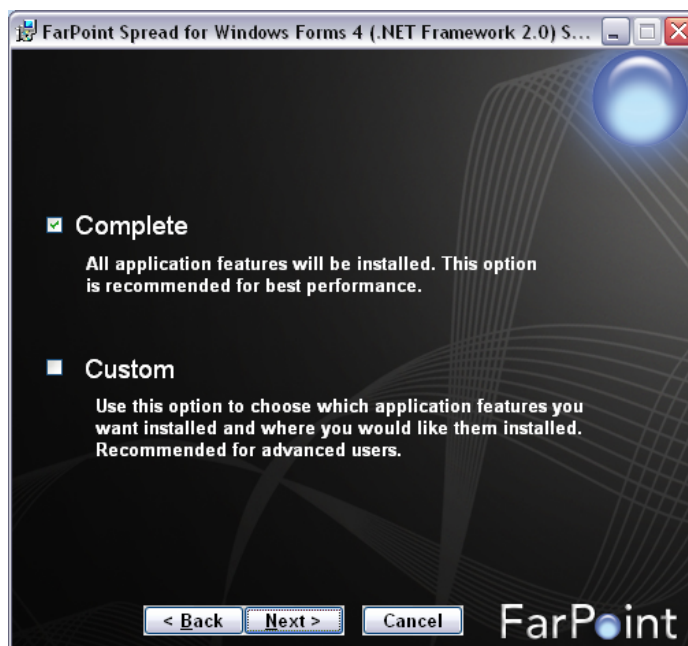 FarPoint Spread for Windows Forms 4 (.NET Framework 2.0) S...
Complete
All application features will be installed. This option
is recommended for best performance.
Custom
Use this option to choose which application features you
want installed and where you would like them installed.
Recommended for advanced users.
< Back Next > Cancel
FarPoint